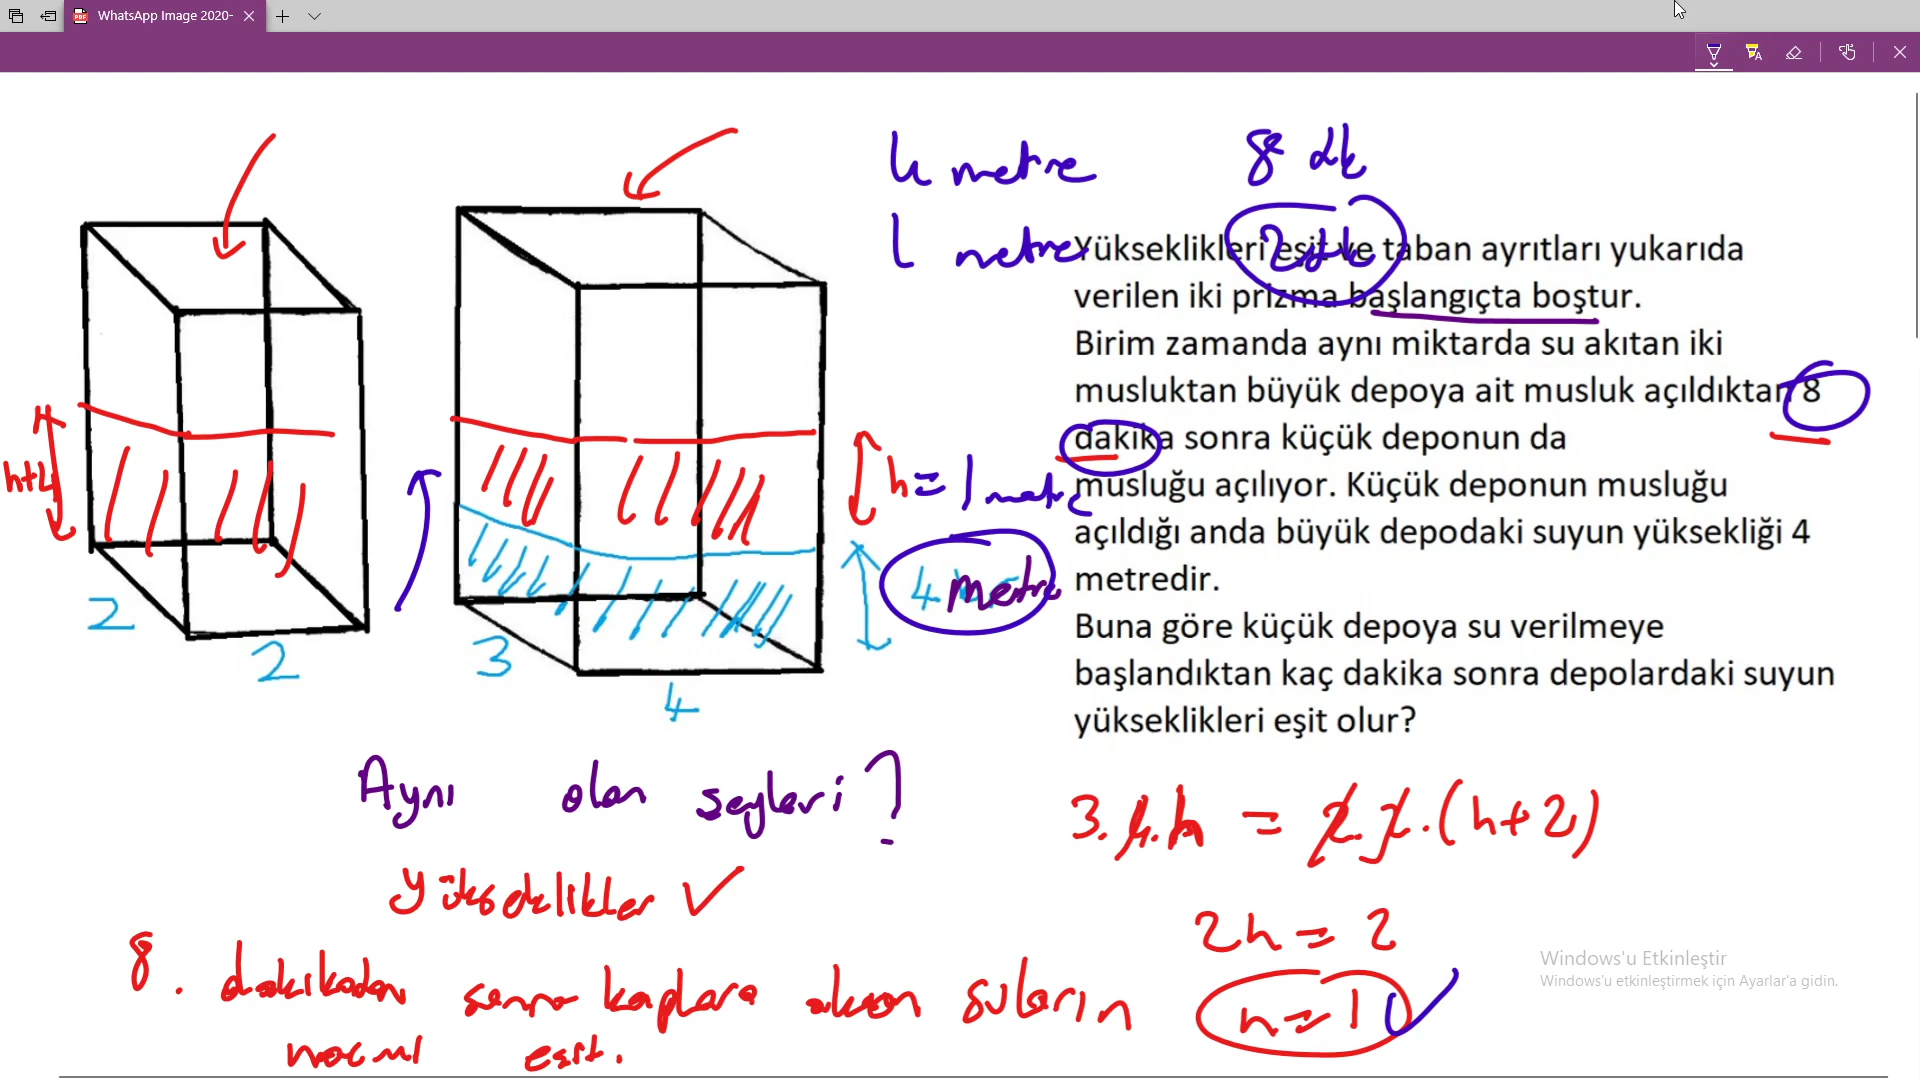 WhatsApp Image 2020-
4 metre 8 dk
1 metre 2 dk
Yükseklikleri eşit ve taban ayrıtları yukarıda
verilen iki prizma başlangıçta boştur.
Birim zamanda aynı miktarda su akıtan iki
musluktan büyük depoya ait musluk açıldıktan 8
dakika sonra küçük deponun da
musluğu açılıyor. Küçük deponun musluğu
açıldığı anda büyük depodaki suyun yüksekliği 4
metredir.
Buna göre küçük depoya su verilmeye
başlandıktan kaç dakika sonra depolardaki suyun
yükseklikleri eşit olur?
h+4
h = 1 metre
4 metre
2
2
3
4
Aynı olan şeyleri?
Yükseklikler ✓
8. dakikadan sonra kaplara akan suların
hacmi eşit.
3.4.h = 2.2.(h+2)
2h = 2
h = 1
Windows'u Etkinleştir
Windows'u etkinleştirmek için Ayarlar'a gidin.